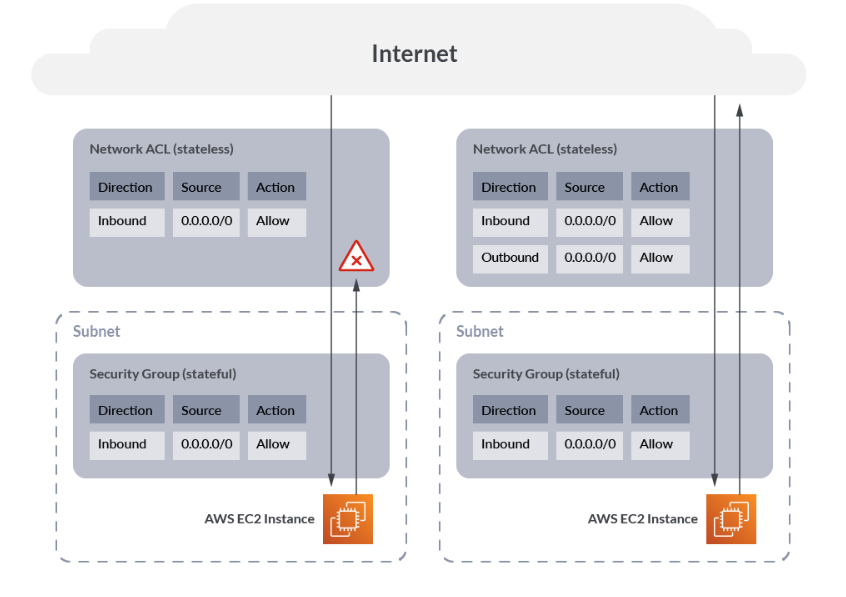 Internet
Network ACL (stateless)
Direction Source Action
Inbound 0.0.0.0/0 Allow
Subnet
Security Group (stateful)
Direction Source Action
Inbound 0.0.0.0/0 Allow
AWS EC2 Instance
Network ACL (stateless)
Direction Source Action
Inbound 0.0.0.0/0 Allow
Outbound 0.0.0.0/0 Allow
Subnet
Security Group (stateful)
Direction Source Action
Inbound 0.0.0.0/0 Allow
AWS EC2 Instance